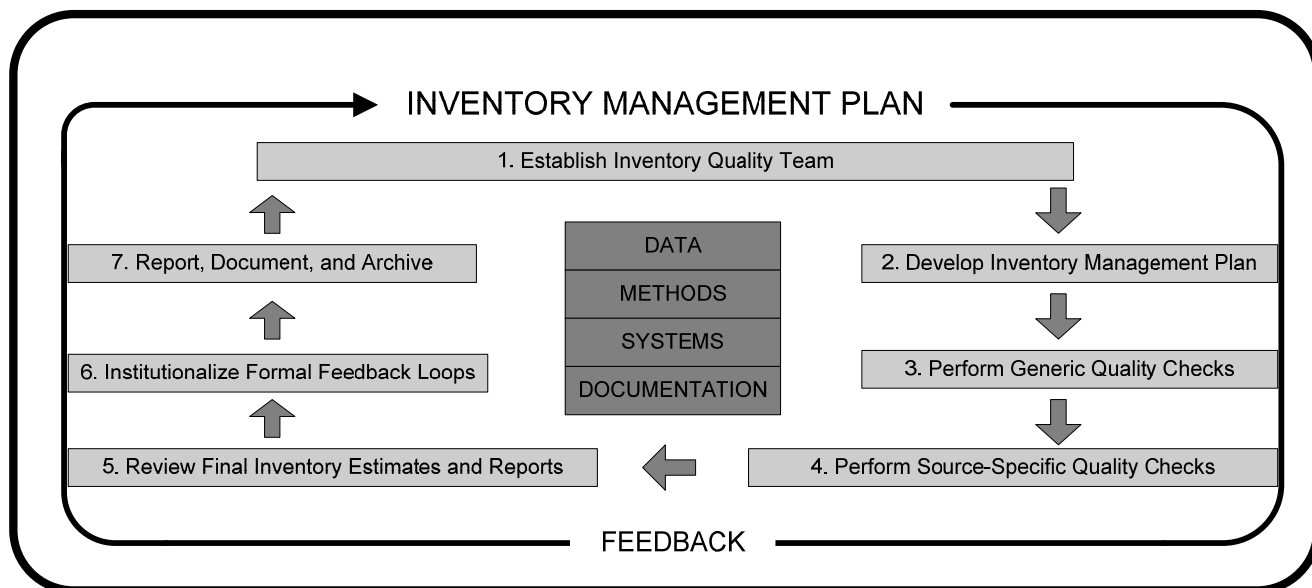 INVENTORY MANAGEMENT PLAN
1. Establish Inventory Quality Team
2. Develop Inventory Management Plan
3. Perform Generic Quality Checks
4. Perform Source-Specific Quality Checks
5. Review Final Inventory Estimates and Reports
6. Institutionalize Formal Feedback Loops
7. Report, Document, and Archive
DATA
METHODS
SYSTEMS
DOCUMENTATION
FEEDBACK